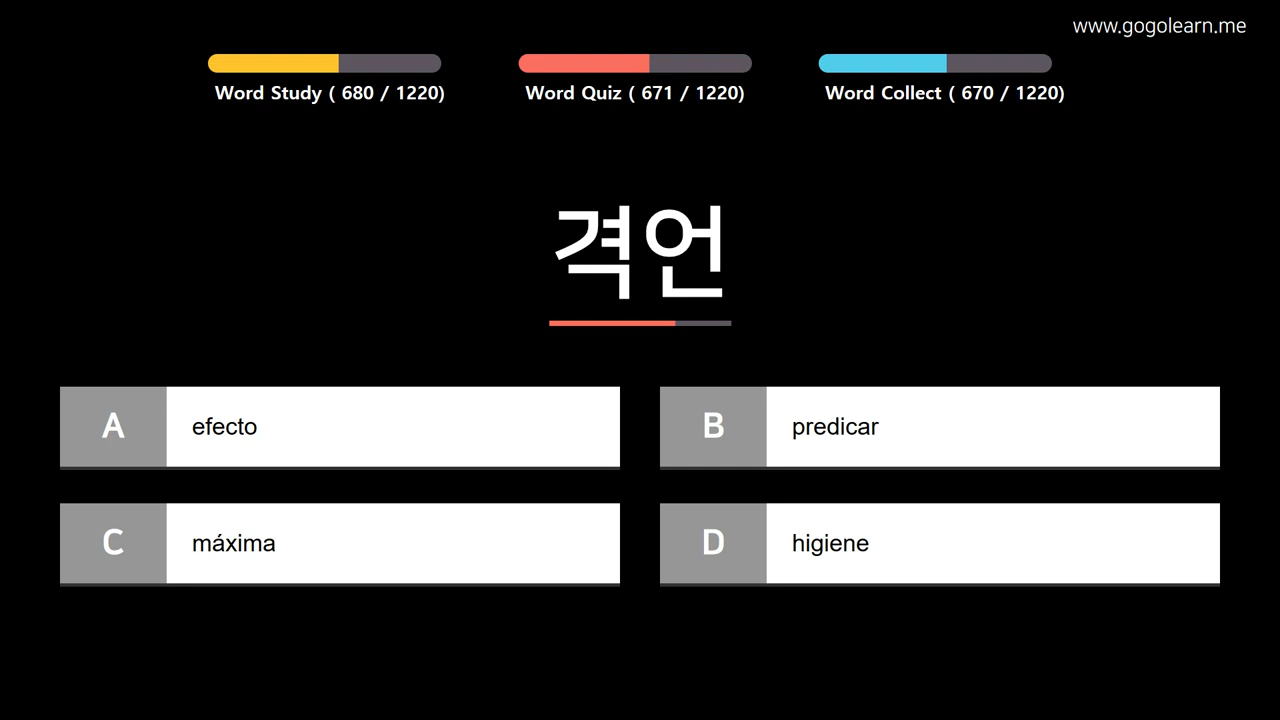 www.gogolearn.me
Word Study ( 680 / 1220)
Word Quiz ( 671 / 1220)
Word Collect ( 670 / 1220)
격언
A efecto
B predicar
C máxima
D higiene